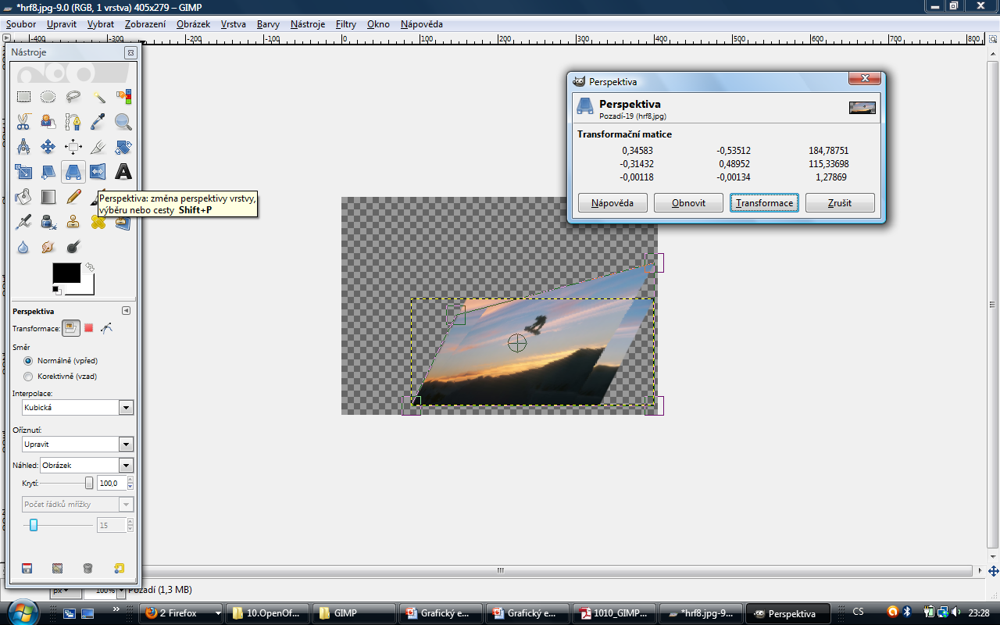 *hrf8.jpg-9.0 (RGB, 1 vrstva) 405x279 – GIMP
Soubor Upravit Vybrat Zobrazení Obrázek Vrstva Barvy Nástroje Filtry Okno Nápověda
-400 -300 -200 -100 0 100 200 300 400 500 600 700 800
Nástroje
Perspektiva: změna perspektivy vrstvy,
výběru nebo cesty Shift+P
Perspektiva
Transformace:
Směr
Normálně (vpřed)
Korektivně (vzad)
Interpolace:
Kubická
Oříznutí:
Upravit
Náhled: Obrázek
Krytí: 100,0
Počet řádků mřížky
15
Perspektiva
Perspektiva
Pozadí-19 (hrf8.jpg)
Transformační matice
0,34583 -0,53512 184,78751
-0,31432 0,48952 115,33698
-0,00118 -0,00134 1,27869
Nápověda Obnovit Transformace Zrušit
px 100% Pozadí (1,3 MB)
2 Firefox 10.OpenOf... GIMP Grafický e... Grafický e... 1010_GIMP... *hrf8.jpg-9... Perspektiva CS 23:28